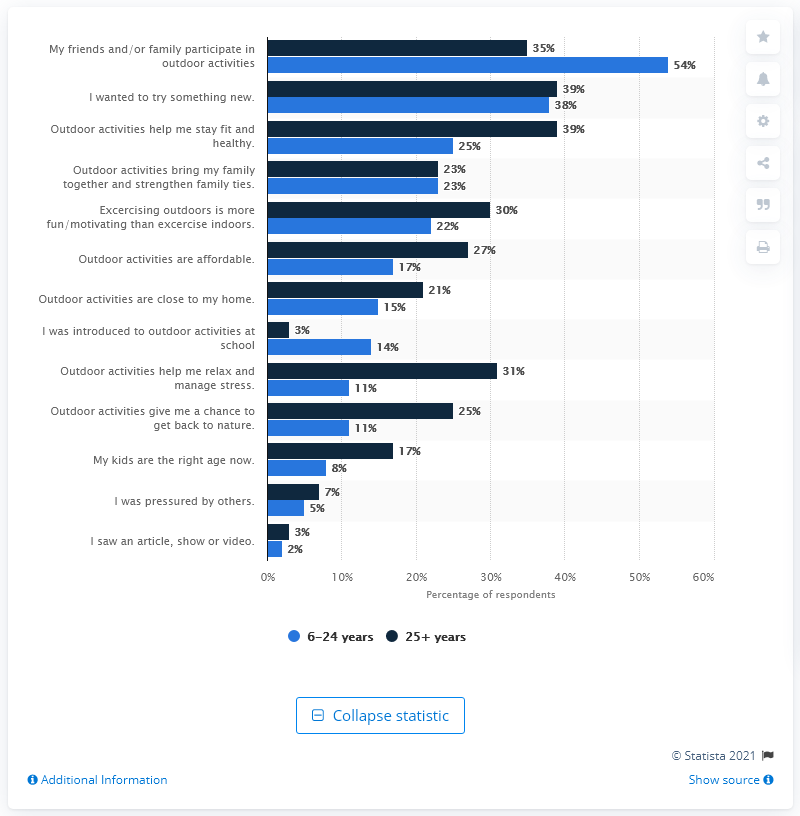 My friends and/or family participate in
outdoor activities
35%
54%
I wanted to try something new.
39%
38%
Outdoor activities help me stay fit and
healthy.
39%
25%
Outdoor activities bring my family
together and strengthen family ties.
23%
23%
Excercising outdoors is more
fun/motivating than excercise indoors.
30%
22%
Outdoor activities are affordable.
27%
17%
Outdoor activities are close to my home.
21%
15%
I was introduced to outdoor activities at
school
3%
14%
Outdoor activities help me relax and
manage stress.
31%
11%
Outdoor activities give me a chance to
get back to nature.
25%
11%
My kids are the right age now.
17%
8%
I was pressured by others.
7%
5%
I saw an article, show or video.
3%
2%
0% 10% 20% 30% 40% 50% 60%
Percentage of respondents
6–24 years 25+ years
Collapse statistic
© Statista 2021
Additional Information Show source